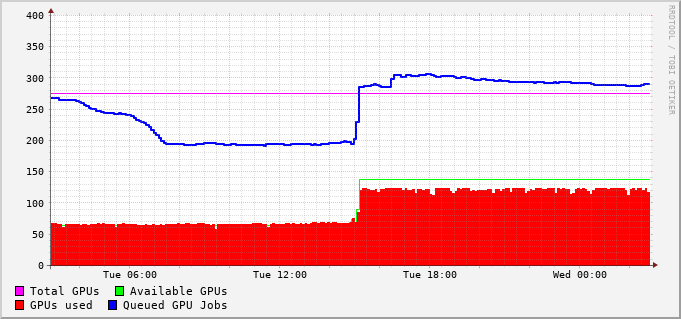 400
350
300
250
200
150
100
50
0
Tue 06:00 Tue 12:00 Tue 18:00 Wed 00:00
Total GPUs Available GPUs
GPUs used Queued GPU Jobs
RRDTOOL / TOBI OETIKER